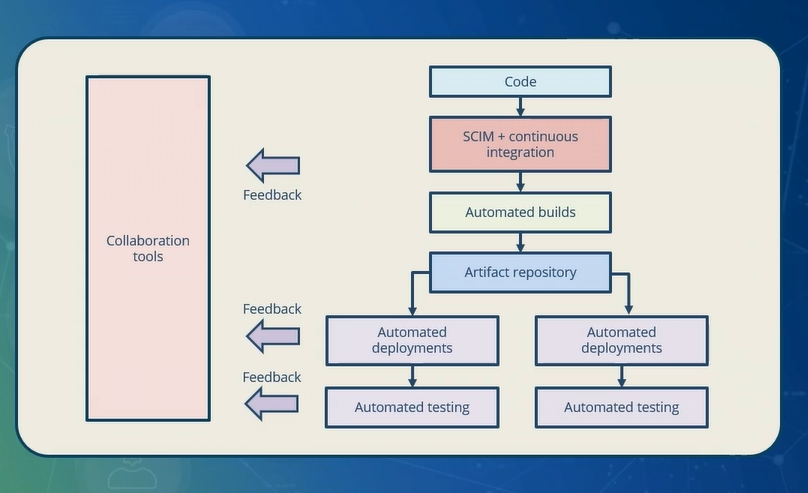 Code
SCIM + continuous
integration
Feedback
Automated builds
Collaboration
tools
Artifact repository
Feedback
Automated
deployments
Automated
deployments
Feedback
Automated testing
Automated testing